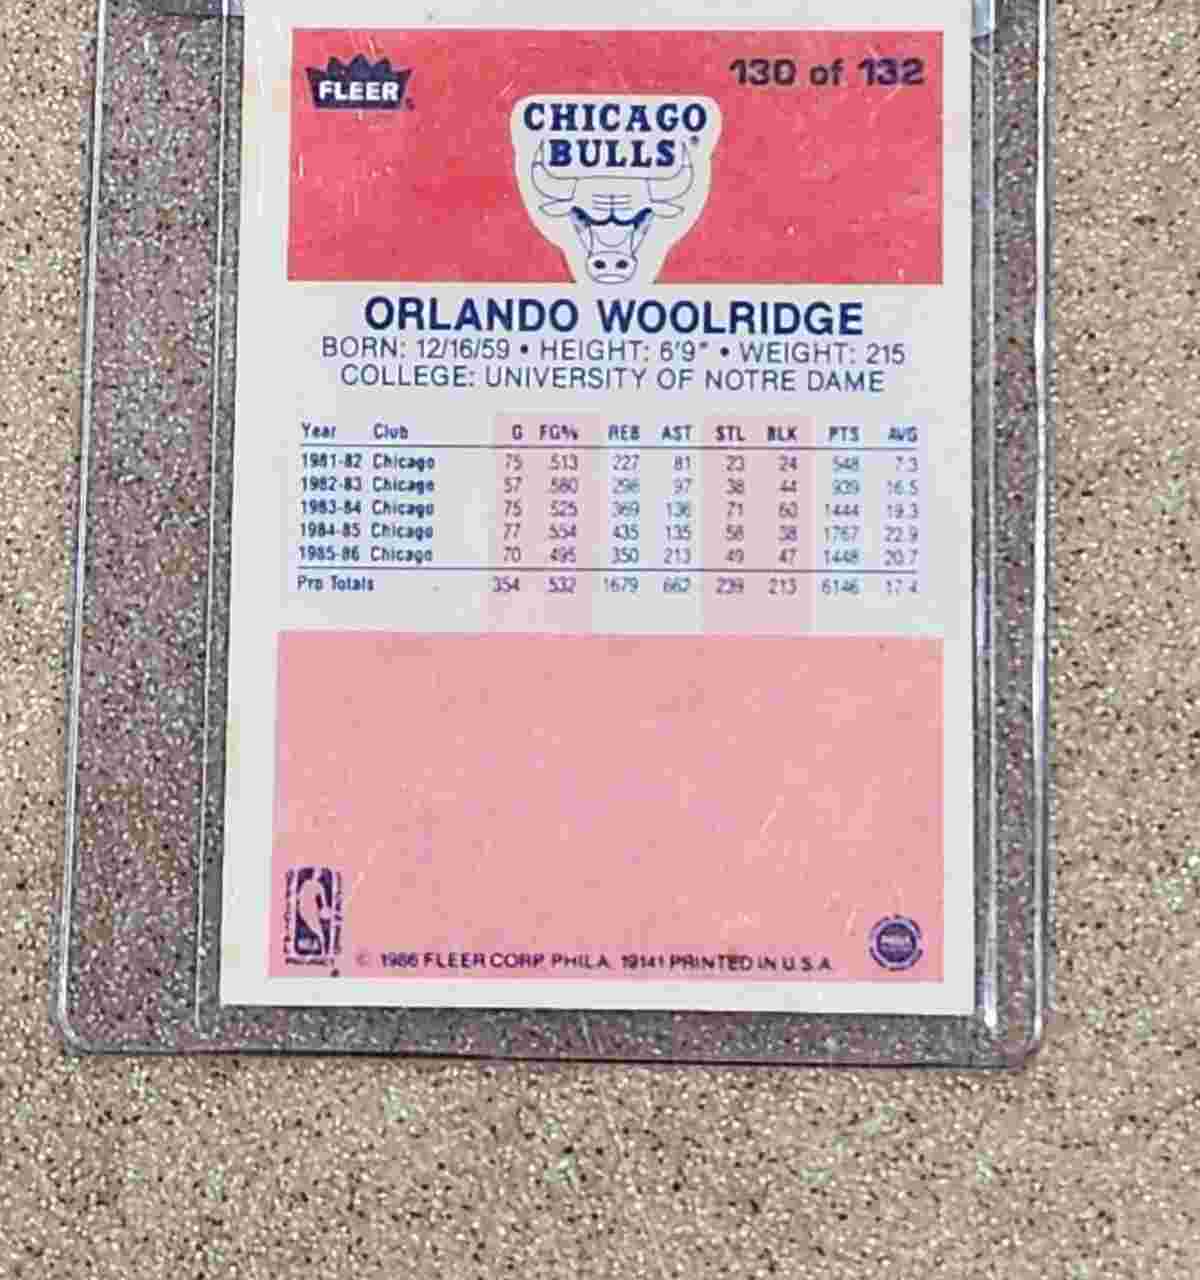 FLEER
130 of 132
CHICAGO
BULLS
ORLANDO WOOLRIDGE
BORN: 12/16/59 • HEIGHT: 6'9" • WEIGHT: 215
COLLEGE: UNIVERSITY OF NOTRE DAME
Year Club G FG% REB AST STL BLK PTS AVG
1981-82 Chicago 75 .513 227 81 23 24 548 7.3
1982-83 Chicago 57 .580 298 97 38 44 939 16.5
1983-84 Chicago 75 .525 369 136 71 60 1444 19.3
1984-85 Chicago 77 .554 435 135 58 38 1767 22.9
1985-86 Chicago 70 .495 350 213 49 47 1448 20.7
Pro Totals 354 .532 1679 662 239 213 6146 17.4
© 1986 FLEER CORP. PHILA. 19141 PRINTED IN U.S.A.